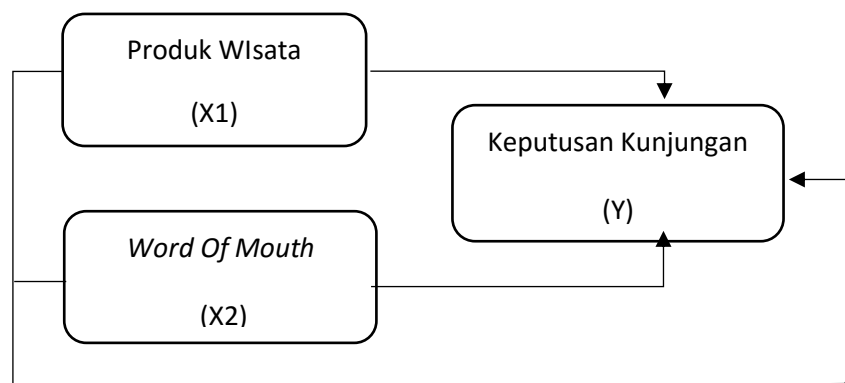 Produk WIsata
(X1)
Keputusan Kunjungan
(Y)
Word Of Mouth
(X2)